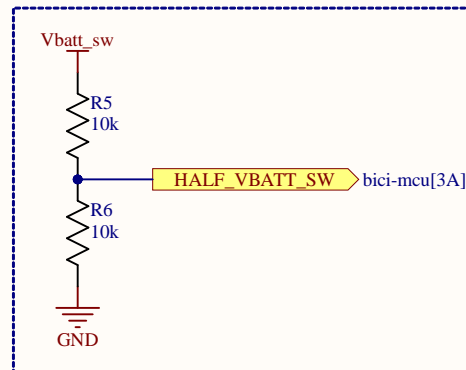 Vbatt_sw
R5
10k
HALF_VBATT_SW bici-mcu[3A]
R6
10k
GND